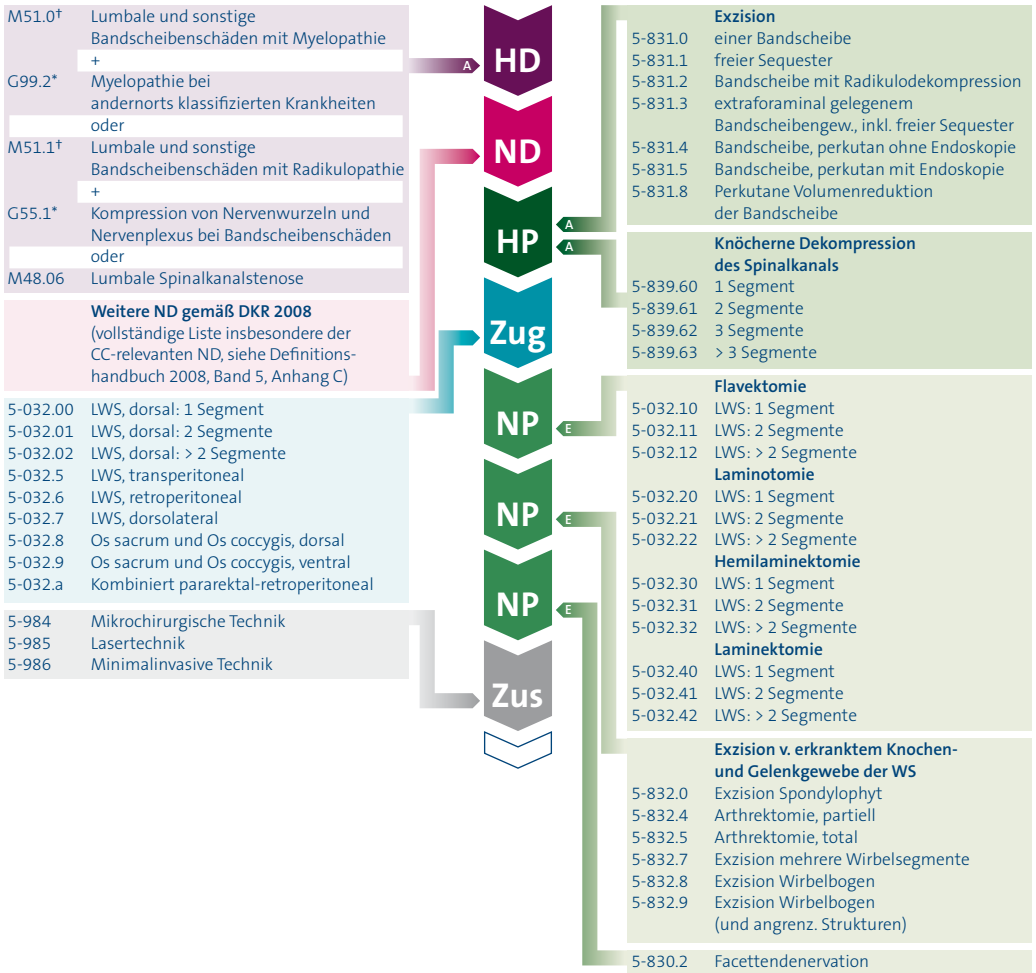 M51.0† Lumbale und sonstige
Bandscheibenschäden mit Myelopathie
+
G99.2* Myelopathie bei
andernorts klassifizierten Krankheiten
oder
M51.1† Lumbale und sonstige
Bandscheibenschäden mit Radikulopathie
+
G55.1* Kompression von Nervenwurzeln und
Nervenplexus bei Bandscheibenschäden
oder
M48.06 Lumbale Spinalkanalstenose
Weitere ND gemäß DKR 2008
(vollständige Liste insbesondere der
CC-relevanten ND, siehe Definitions-
handbuch 2008, Band 5, Anhang C)
5-032.00 LWS, dorsal: 1 Segment
5-032.01 LWS, dorsal: 2 Segmente
5-032.02 LWS, dorsal: > 2 Segmente
5-032.5 LWS, transperitoneal
5-032.6 LWS, retroperitoneal
5-032.7 LWS, dorsolateral
5-032.8 Os sacrum und Os coccygis, dorsal
5-032.9 Os sacrum und Os coccygis, ventral
5-032.a Kombiniert pararektal-retroperitoneal
5-984 Mikrochirurgische Technik
5-985 Lasertechnik
5-986 Minimalinvasive Technik
A
HD
ND
HP
A
A
Zug
NP
E
NP
E
NP
E
Zus
Exzision
5-831.0 einer Bandscheibe
5-831.1 freier Sequester
5-831.2 Bandscheibe mit Radikulodekompression
5-831.3 extraforaminal gelegenem
Bandscheibengew., inkl. freier Sequester
5-831.4 Bandscheibe, perkutan ohne Endoskopie
5-831.5 Bandscheibe, perkutan mit Endoskopie
5-831.8 Perkutane Volumenreduktion
der Bandscheibe
Knöcherne Dekompression
des Spinalkanals
5-839.60 1 Segment
5-839.61 2 Segmente
5-839.62 3 Segmente
5-839.63 > 3 Segmente
Flavektomie
5-032.10 LWS: 1 Segment
5-032.11 LWS: 2 Segmente
5-032.12 LWS: > 2 Segmente
Laminotomie
5-032.20 LWS: 1 Segment
5-032.21 LWS: 2 Segmente
5-032.22 LWS: > 2 Segmente
Hemilaminektomie
5-032.30 LWS: 1 Segment
5-032.31 LWS: 2 Segmente
5-032.32 LWS: > 2 Segmente
Laminektomie
5-032.40 LWS: 1 Segment
5-032.41 LWS: 2 Segmente
5-032.42 LWS: > 2 Segmente
Exzision v. erkranktem Knochen-
und Gelenkgewebe der WS
5-832.0 Exzision Spondylophyt
5-832.4 Arthrektomie, partiell
5-832.5 Arthrektomie, total
5-832.7 Exzision mehrere Wirbelsegmente
5-832.8 Exzision Wirbelbogen
5-832.9 Exzision Wirbelbogen
(und angrenz. Strukturen)
5-830.2 Facettendenervation